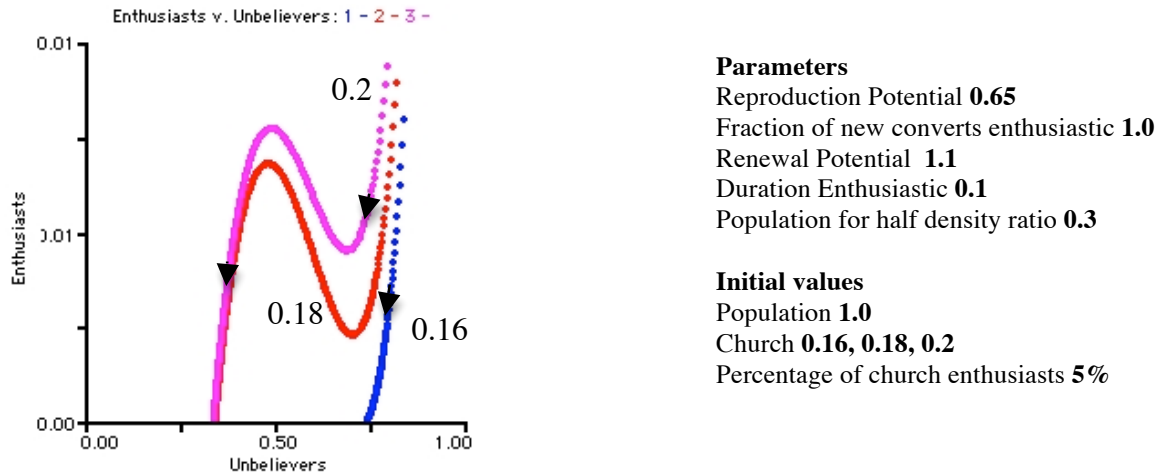 Enthusiasts v. Unbelievers: 1 - 2 - 3 -
0.01
0.2
0.01
Enthusiasts
0.18
0.16
0.00
0.00
0.50
1.00
Unbelievers
Parameters
Reproduction Potential 0.65
Fraction of new converts enthusiastic 1.0
Renewal Potential 1.1
Duration Enthusiastic 0.1
Population for half density ratio 0.3
Initial values
Population 1.0
Church 0.16, 0.18, 0.2
Percentage of church enthusiasts 5%